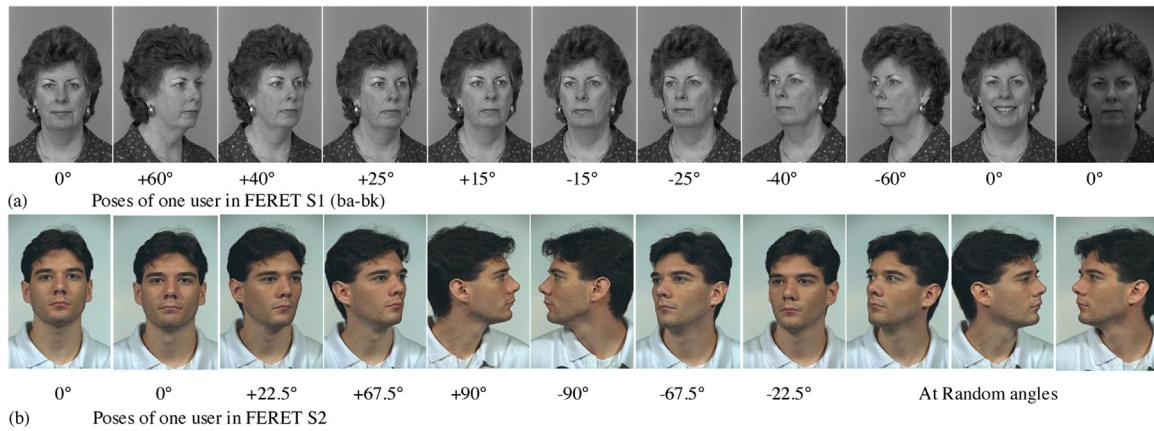 0° +60° +40° +25° +15° -15° -25° -40° -60° 0° 0°
(a) Poses of one user in FERET S1 (ba-bk)
0° 0° +22.5° +67.5° +90° -90° -67.5° -22.5° At Random angles
(b) Poses of one user in FERET S2